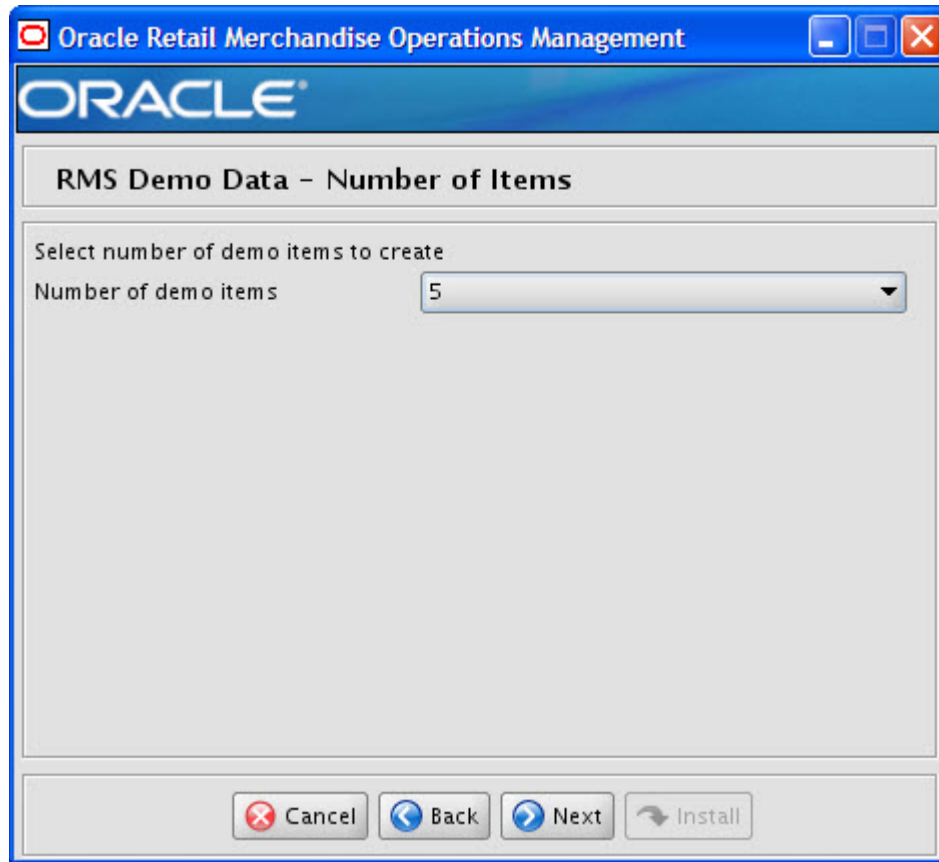 Oracle Retail Merchandise Operations Management
ORACLE®
RMS Demo Data – Number of Items
Select number of demo items to create
Number of demo items 5
Cancel Back Next Install